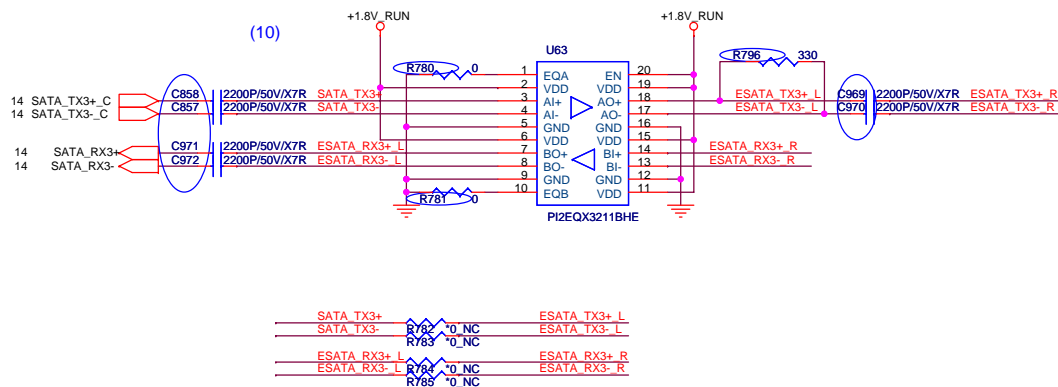 +1.8V_RUN
+1.8V_RUN
(10)
U63
R780 0
R796 330
1 EQA EN 20
2 VDD VDD 19
C858 2200P/50V/X7R SATA_TX3+ 3 AI+ AO+ 18 ESATA_TX3+_L C969 2200P/50V/X7R ESATA_TX3+_R
14 SATA_TX3+_C
C857 2200P/50V/X7R SATA_TX3- 4 AI- AO- 17 ESATA_TX3-_L C970 2200P/50V/X7R ESATA_TX3-_R
14 SATA_TX3-_C
5 GND GND 16
6 VDD VDD 15
C971 2200P/50V/X7R ESATA_RX3+_L 7 BO+ BI+ 14 ESATA_RX3+_R
14 SATA_RX3+
C972 2200P/50V/X7R ESATA_RX3-_L 8 BO- BI- 13 ESATA_RX3-_R
14 SATA_RX3-
9 GND GND 12
10 EQB VDD 11
R781 0
PI2EQX3211BHE
SATA_TX3+ ESATA_TX3+_L
SATA_TX3- R782 *0_NC ESATA_TX3-_L
R783 *0_NC
ESATA_RX3+_L ESATA_RX3+_R
ESATA_RX3-_L R784 *0_NC ESATA_RX3-_R
R785 *0_NC